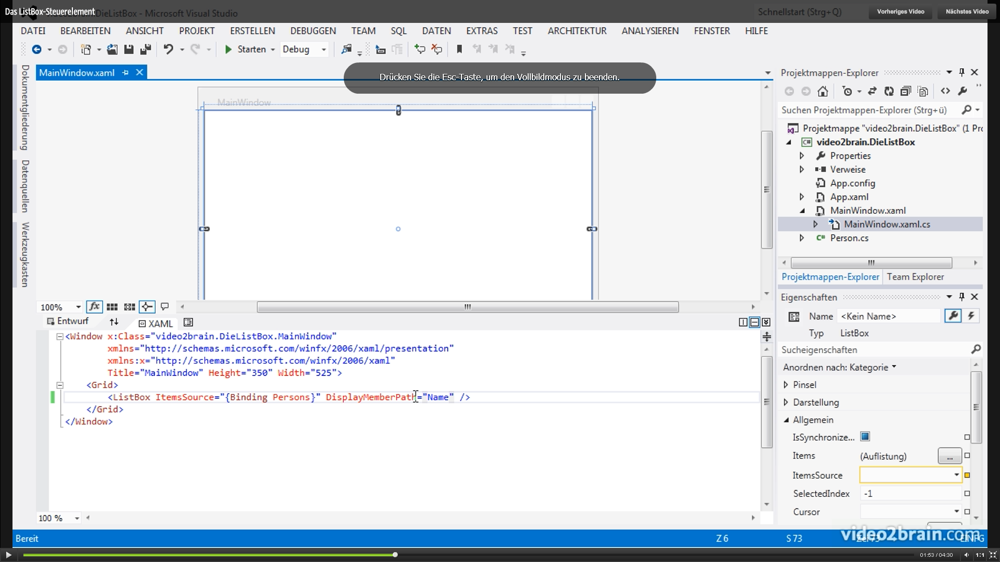 Das ListBox-Steuerelement
video2brain.DieListBox - Microsoft Visual Studio
Schnellstart (Strg+Q)
Vorheriges Video
Nächstes Video
DATEI BEARBEITEN ANSICHT PROJEKT ERSTELLEN DEBUGGEN TEAM SQL DATEN EXTRAS TEST ARCHITEKTUR ANALYSIEREN FENSTER HILFE
Starten
Debug
Dokumentgliederung
Datenquellen
Werkzeugkasten
MainWindow.xaml
Drücken Sie die Esc-Taste, um den Vollbildmodus zu beenden.
MainWindow
100%
Entwurf
XAML
<Window x:Class="video2brain.DieListBox.MainWindow"
xmlns="http://schemas.microsoft.com/winfx/2006/xaml/presentation"
xmlns:x="http://schemas.microsoft.com/winfx/2006/xaml"
Title="MainWindow" Height="350" Width="525">
<Grid>
<ListBox ItemsSource="{Binding Persons}" DisplayMemberPath="Name" />
</Grid>
</Window>
100 %
Projektmappen-Explorer
Suchen Projektmappen-Explorer (Strg+ü)
Projektmappe "video2brain.DieListBox" (1 Pro
video2brain.DieListBox
Properties
Verweise
App.config
App.xaml
MainWindow.xaml
MainWindow.xaml.cs
C# Person.cs
Projektmappen-Explorer Team Explorer
Eigenschaften
Name <Kein Name>
Typ ListBox
Sucheigenschaften
Anordnen nach: Kategorie
Pinsel
Darstellung
Allgemein
IsSynchronize...
Items (Auflistung) ...
ItemsSource
SelectedIndex -1
Cursor
Bereit
Z 6
S 73
video2brain.com
EINFG
01:53 / 04:30
1:1